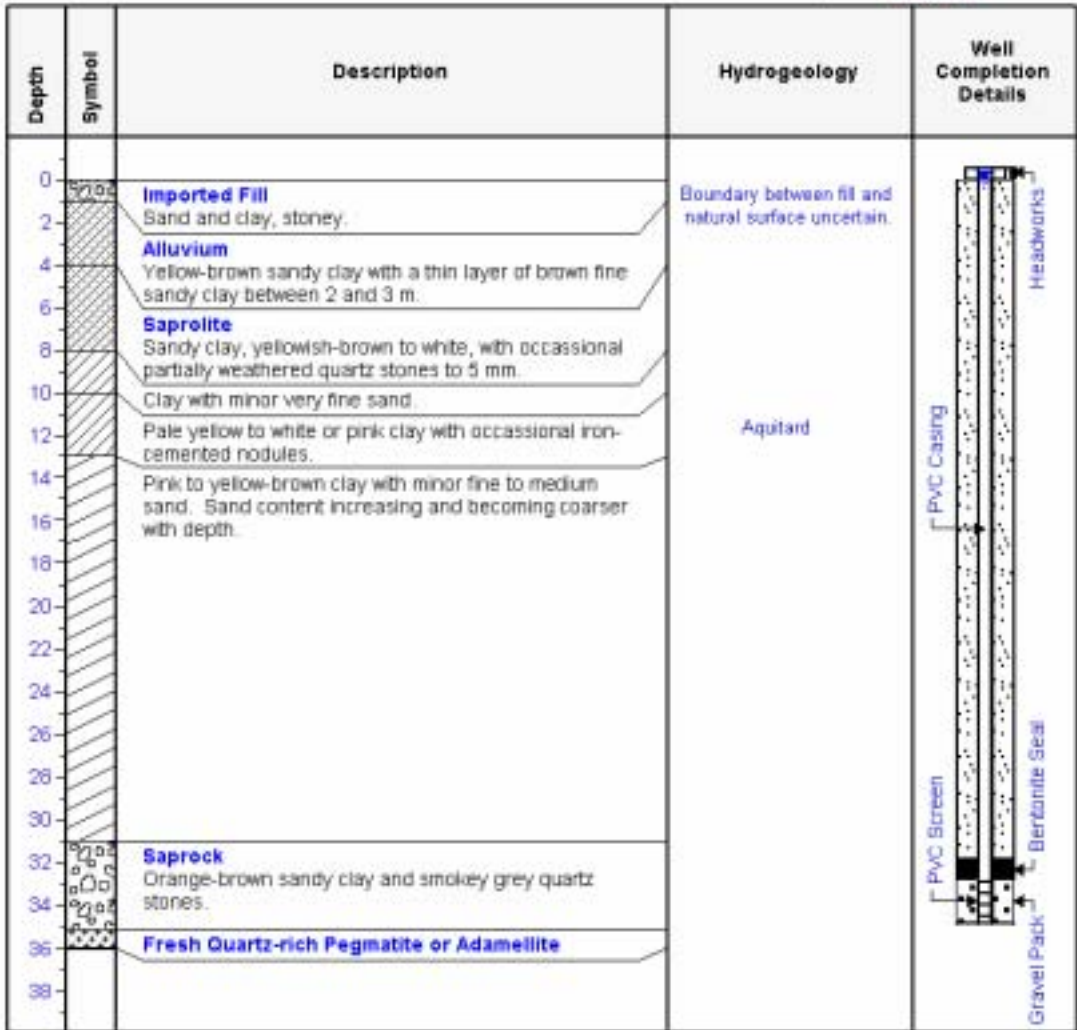 Depth
Symbol
Description
Hydrogeology
Well
Completion
Details
0
2
4
6
8
10
12
14
16
18
20
22
24
26
28
30
32
34
36
38
Imported Fill
Sand and clay, stoney.
Alluvium
Yellow-brown sandy clay with a thin layer of brown fine
sandy clay between 2 and 3 m.
Saprolite
Sandy clay, yellowish-brown to white, with occassional
partially weathered quartz stones to 5 mm.
Clay with minor very fine sand.
Pale yellow to white or pink clay with occassional iron-
cemented nodules.
Pink to yellow-brown clay with minor fine to medium
sand. Sand content increasing and becoming coarser
with depth.
Saprock
Orange-brown sandy clay and smokey grey quartz
stones.
Fresh Quartz-rich Pegmatite or Adamellite
Boundary between fill and
natural surface uncertain.
Aquitard
Headworks
PVC Casing
PVC Screen
Bentonite Seal
Gravel Pack